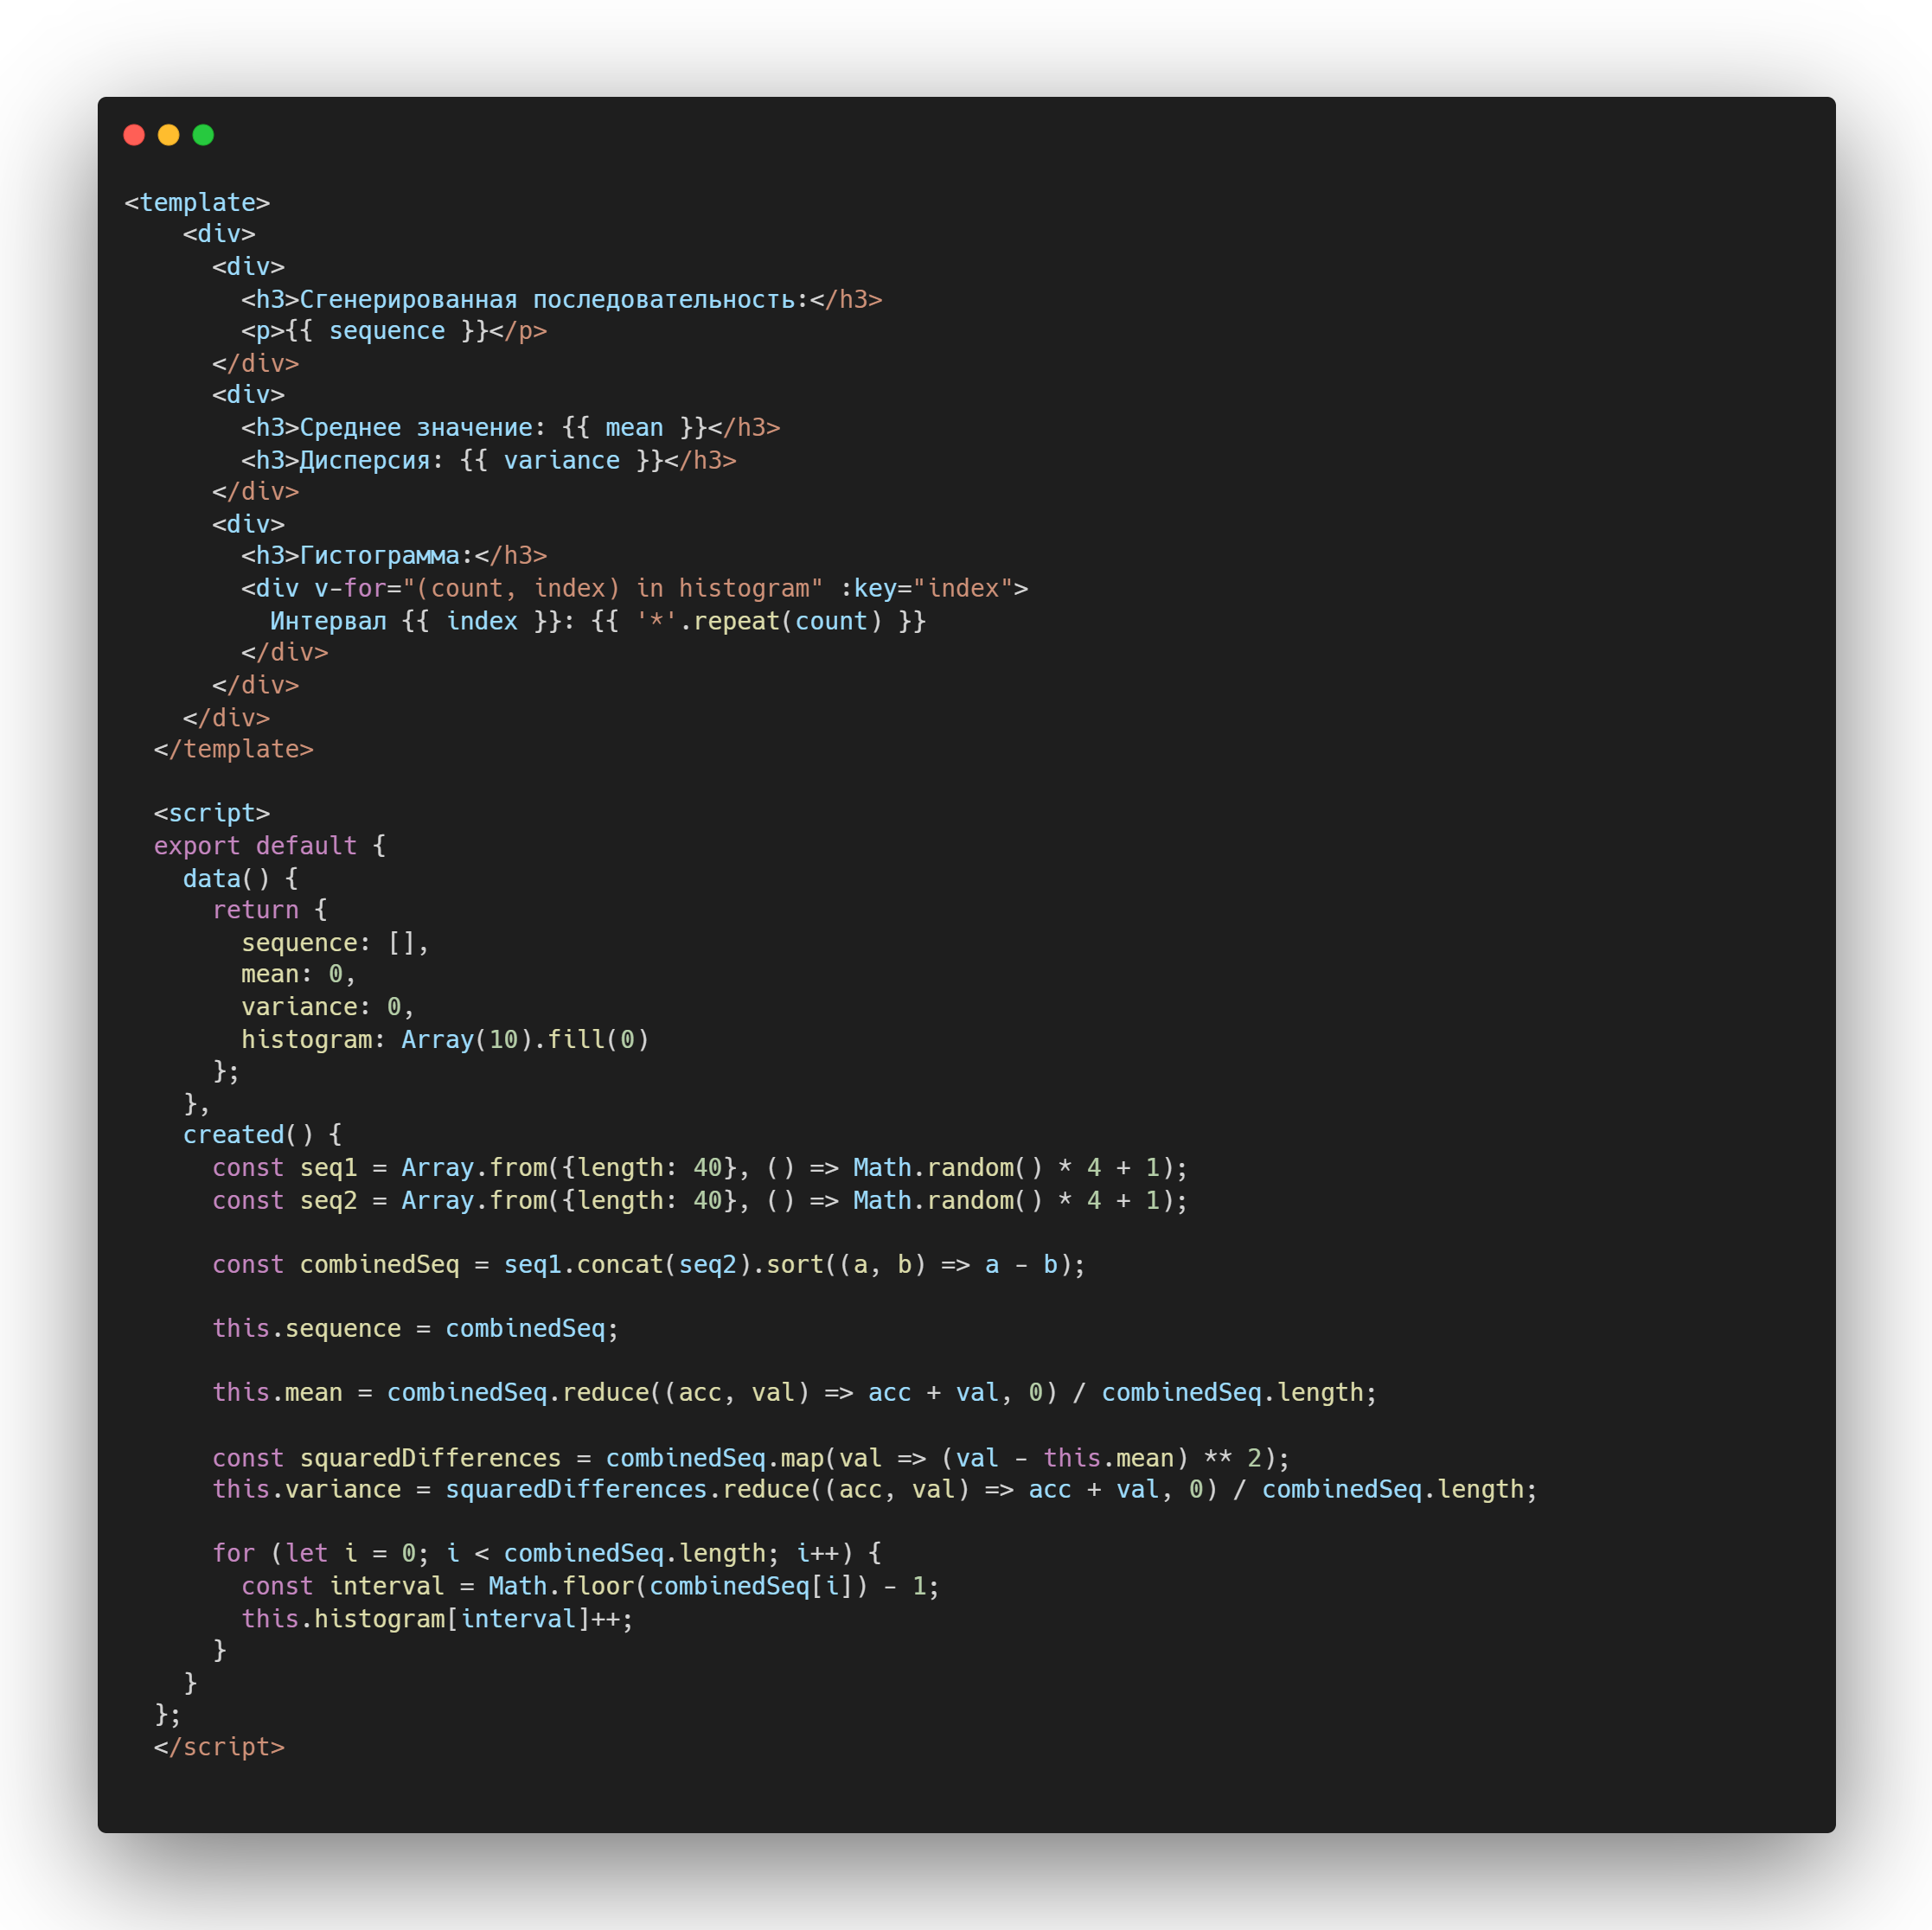 <template>
    <div>
      <div>
        <h3>Сгенерированная последовательность:</h3>
        <p>{{ sequence }}</p>
      </div>
      <div>
        <h3>Среднее значение: {{ mean }}</h3>
        <h3>Дисперсия: {{ variance }}</h3>
      </div>
      <div>
        <h3>Гистограмма:</h3>
        <div v-for="(count, index) in histogram" :key="index">
          Интервал {{ index }}: {{ '*'.repeat(count) }}
        </div>
      </div>
    </div>
  </template>

  <script>
  export default {
    data() {
      return {
        sequence: [],
        mean: 0,
        variance: 0,
        histogram: Array(10).fill(0)
      };
    },
    created() {
      const seq1 = Array.from({length: 40}, () => Math.random() * 4 + 1);
      const seq2 = Array.from({length: 40}, () => Math.random() * 4 + 1);

      const combinedSeq = seq1.concat(seq2).sort((a, b) => a - b);

      this.sequence = combinedSeq;

      this.mean = combinedSeq.reduce((acc, val) => acc + val, 0) / combinedSeq.length;

      const squaredDifferences = combinedSeq.map(val => (val - this.mean) ** 2);
      this.variance = squaredDifferences.reduce((acc, val) => acc + val, 0) / combinedSeq.length;

      for (let i = 0; i < combinedSeq.length; i++) {
        const interval = Math.floor(combinedSeq[i]) - 1;
        this.histogram[interval]++;
      }
    }
  };
  </script>